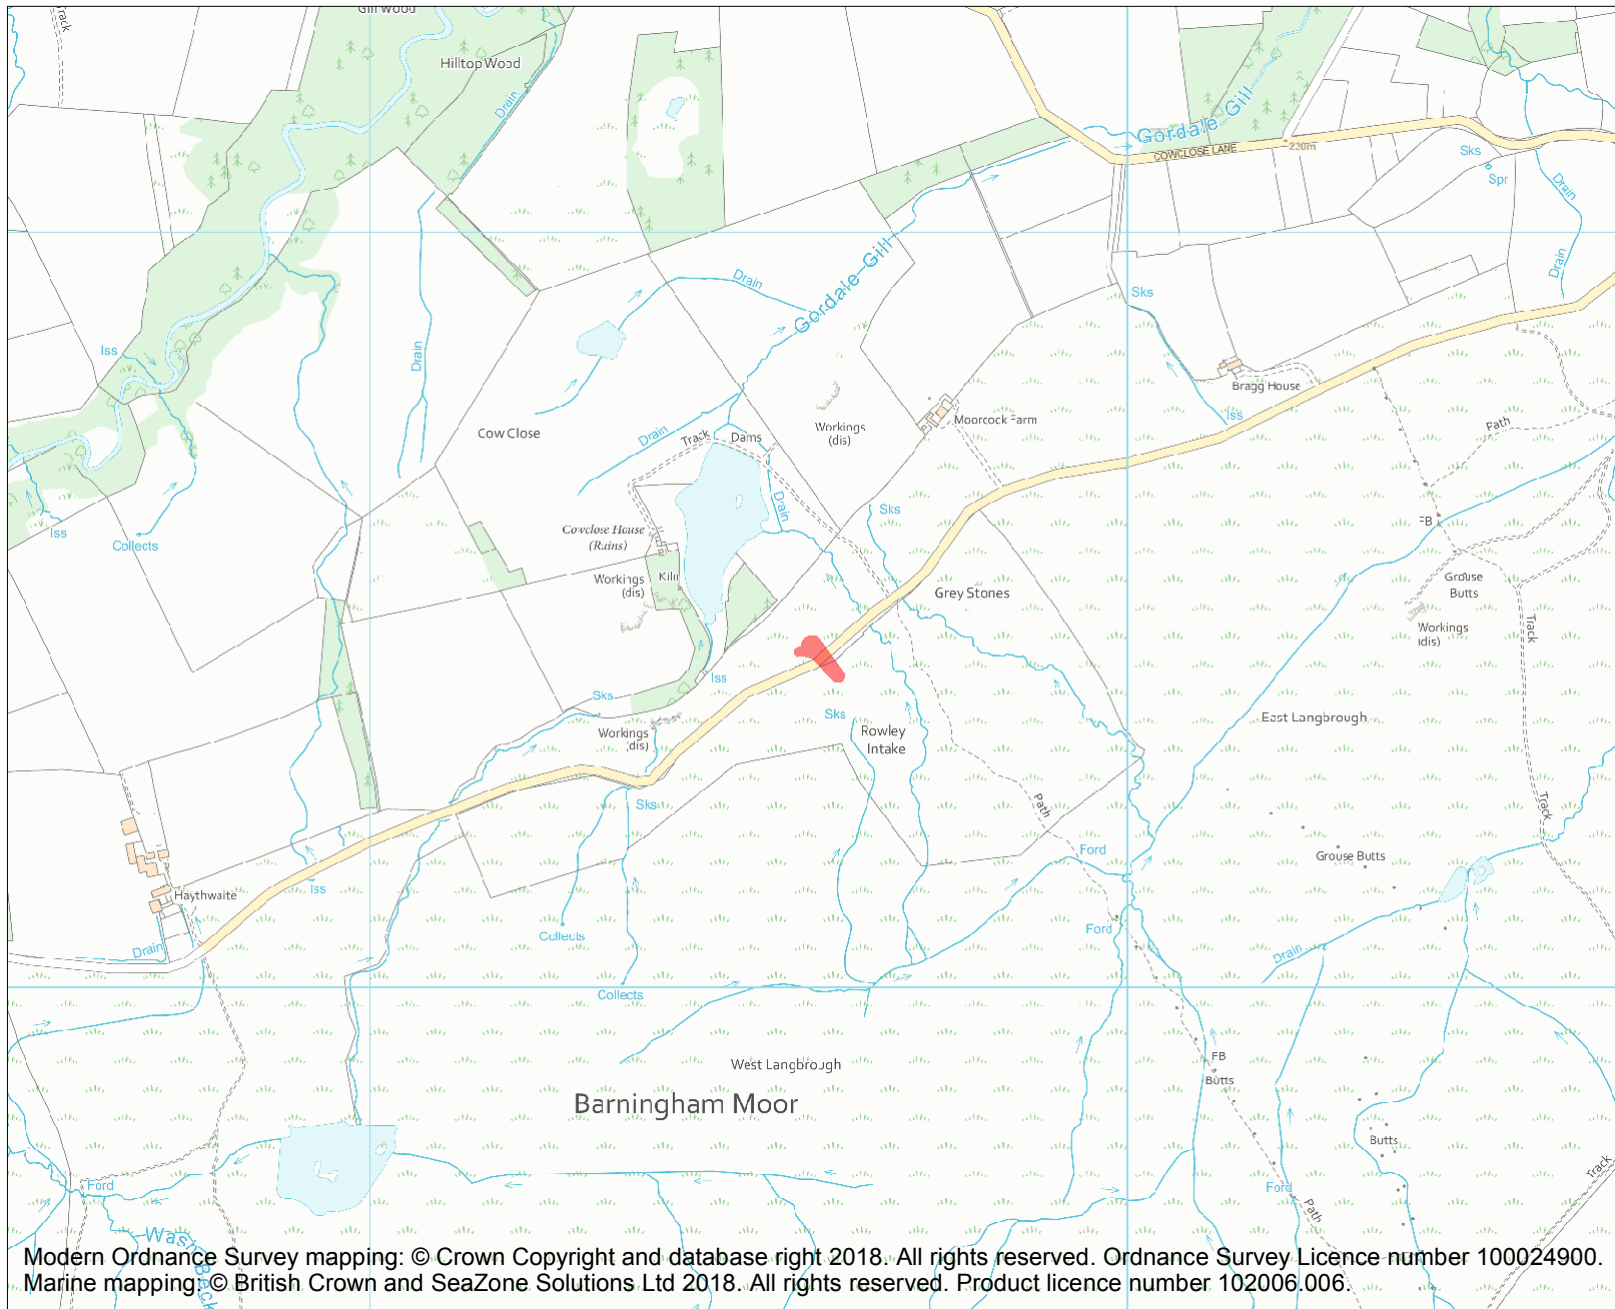 Track
Gill Wood
Hilltop Wood
Drain
Gordale Gill
COWCLOSE LANE
230m
Sks
Spr
Drain
Drain
Drain
Gordale Gill
Sks
Iss
Drain
Bragg House
Iss
Cow Close
Workings
(dis)
Moorcock Farm
Path
Drain
Track
Dams
Drain
Sks
FB
Iss
Collects
Cowclose House
(Ruins)
Workings
(dis)
Kiln
Grey Stones
Grouse
Butts
Workings
(dis)
Track
Iss
Sks
Sks
Rowley
Intake
East Langbrough
Workings
(dis)
Sks
Path
Track
Ford
Grouse Butts
Haythwaite
Iss
Collects
Ford
Drain
Drain
Collects
West Langbrough
FB
Butts
Barningham Moor
Butts
Ford
Ford
Path
Track
Wash Beck
Modern Ordnance Survey mapping: © Crown Copyright and database right 2018. All rights reserved. Ordnance Survey Licence number 100024900.
Marine mapping: © British Crown and SeaZone Solutions Ltd 2018. All rights reserved. Product licence number 102006.006.